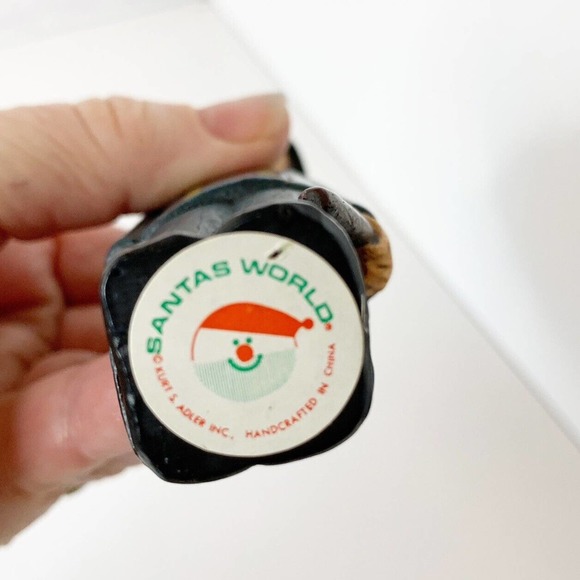 SANTAS WORLD®
© KURT S. ADLER INC. HANDCRAFTED IN CHINA